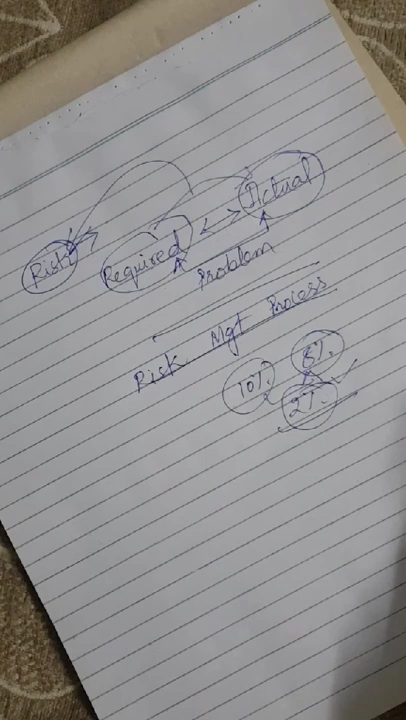 Risk Required < > Actual
Problem
Risk Mgt Process
10%. 8%.
2%.